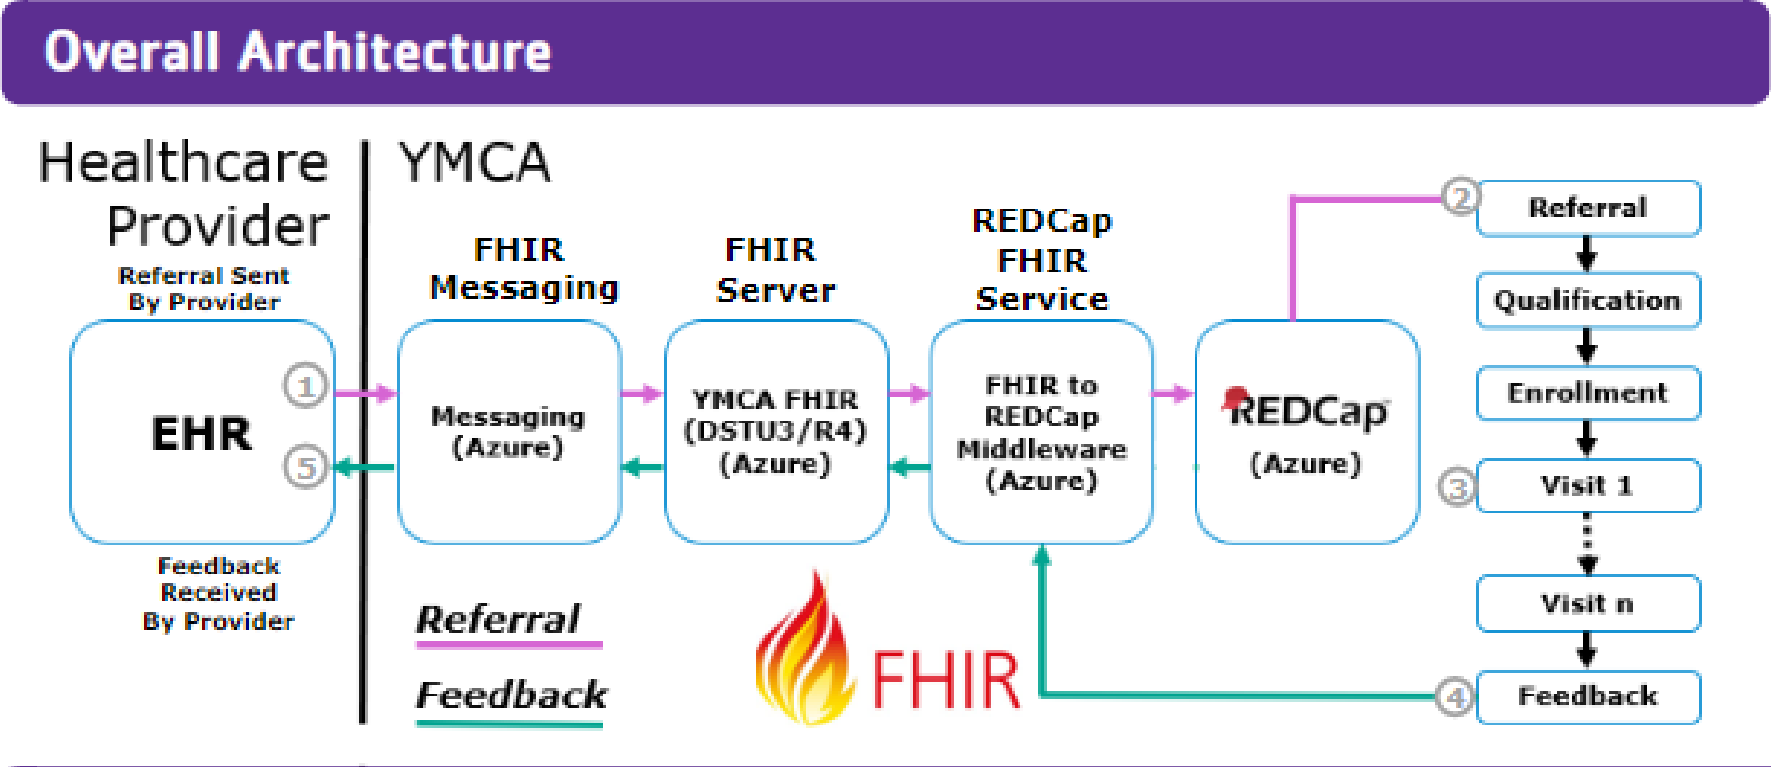 Overall Architecture
Healthcare
Provider
YMCA
Referral Sent
By Provider
FHIR
Messaging
FHIR
Server
REDCap
FHIR
Service
EHR
1
5
Messaging
(Azure)
YMCA FHIR
(DSTU3/R4)
(Azure)
FHIR to
REDCap
Middleware
(Azure)
REDCap
(Azure)
2
Referral
Qualification
Enrollment
3
Visit 1
Visit n
4
Feedback
Feedback
Received
By Provider
Referral
Feedback
FHIR